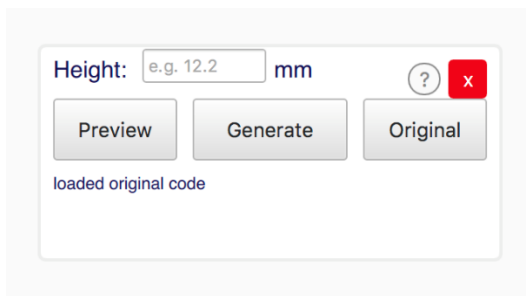 Height: e.g. 12.2 mm ? x
Preview Generate Original
loaded original code